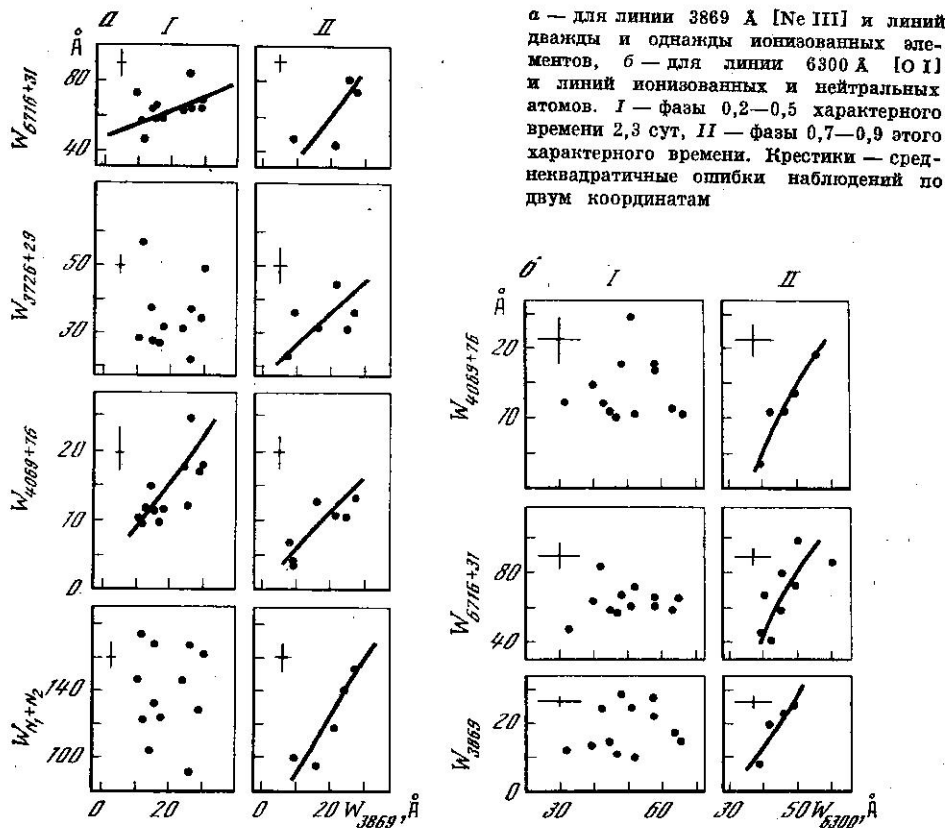 а — для линии 3869 Å [Ne III] и линий
дважды и однажды ионизованных эле-
ментов, б — для линии 6300 Å [O I]
и линий ионизованных и нейтральных
атомов. I — фазы 0,2—0,5 характерного
времени 2,3 сут, II — фазы 0,7—0,9 этого
характерного времени. Крестики — сред-
неквадратичные ошибки наблюдений по
двум координатам
а I II
Å
W6716+31
80
40
W3726+29
50
30
W4069+76
20
10
0
WN1+N2
140
100
0 20 0 20 W3869, Å
б I II
Å
W4069+76
20
10
W6716+31
80
40
W3869
20
0
30 60 30 50 W6300, Å